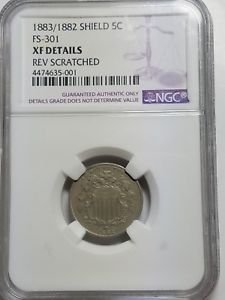 1883/1882 SHIELD 5C
FS-301
XF DETAILS
REV SCRATCHED
4474635-001
GUARANTEED AUTHENTIC ONLY
DETAILS GRADE DOES NOT DETERMINE VALUE
NGC